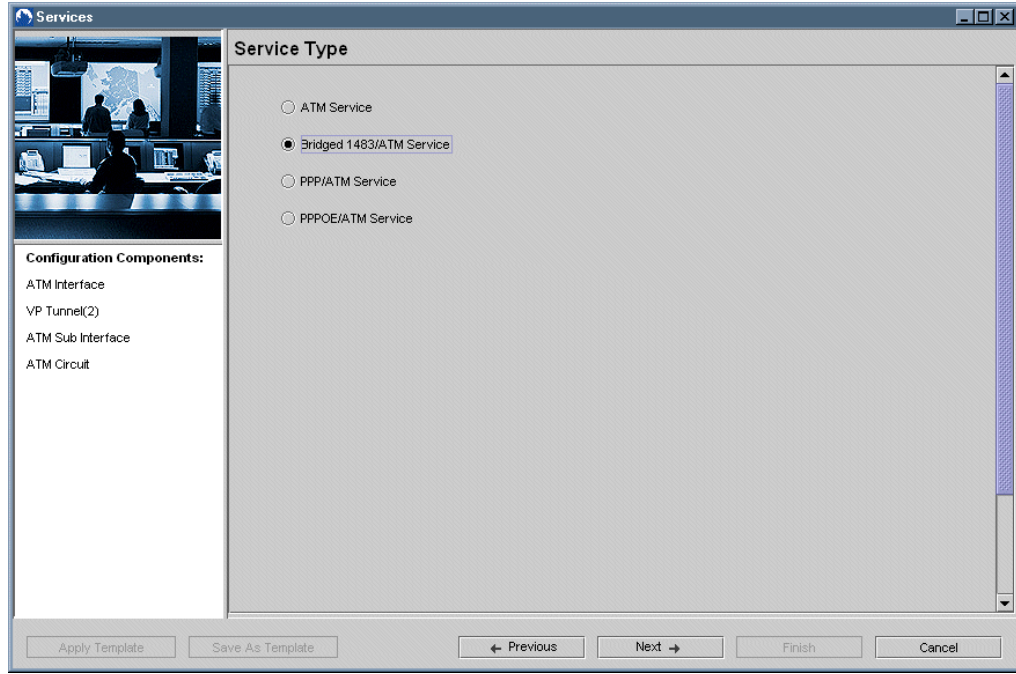 Services
Service Type
ATM Service
Bridged 1483/ATM Service
PPP/ATM Service
PPPOE/ATM Service
Configuration Components:
ATM Interface
VP Tunnel(2)
ATM Sub Interface
ATM Circuit
Apply Template
Save As Template
Previous
Next
Finish
Cancel